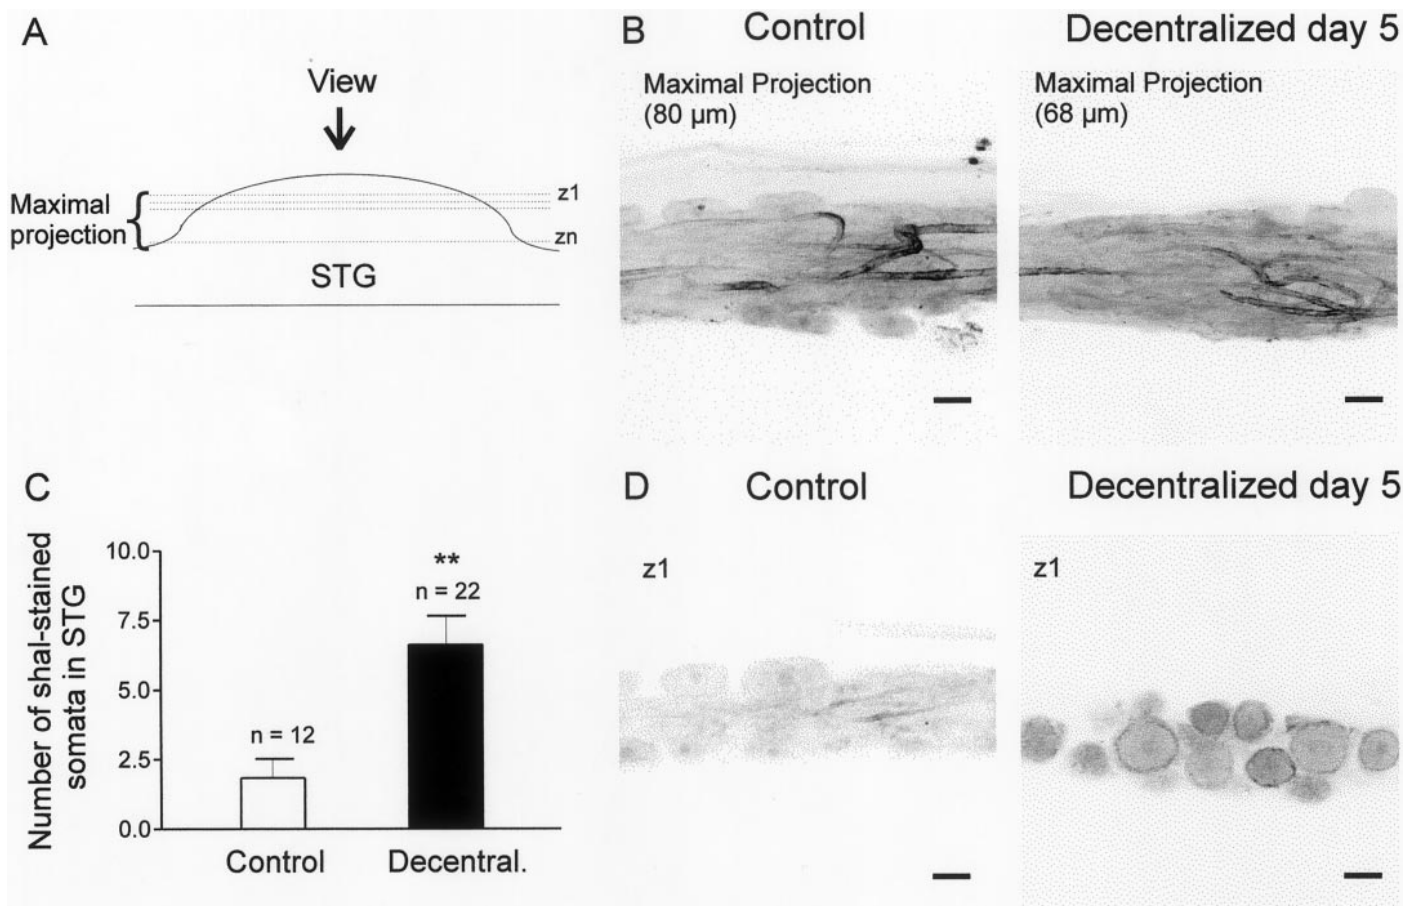 A
View
Maximal
projection
z1
zn
STG
B
Control
Decentralized day 5
Maximal Projection
(80 µm)
Maximal Projection
(68 µm)
C
Number of shal-stained
somata in STG
10.0
7.5
5.0
2.5
0.0
n = 12
**
n = 22
Control
Decentral.
D
Control
Decentralized day 5
z1
z1